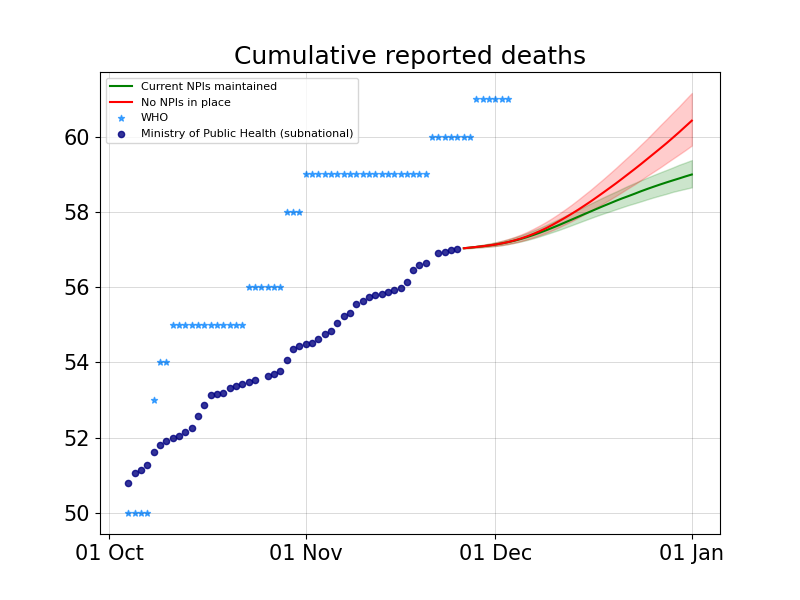 Cumulative reported deaths
Current NPIs maintained
No NPIs in place
WHO
Ministry of Public Health (subnational)
60
58
56
54
52
50
01 Oct
01 Nov
01 Dec
01 Jan